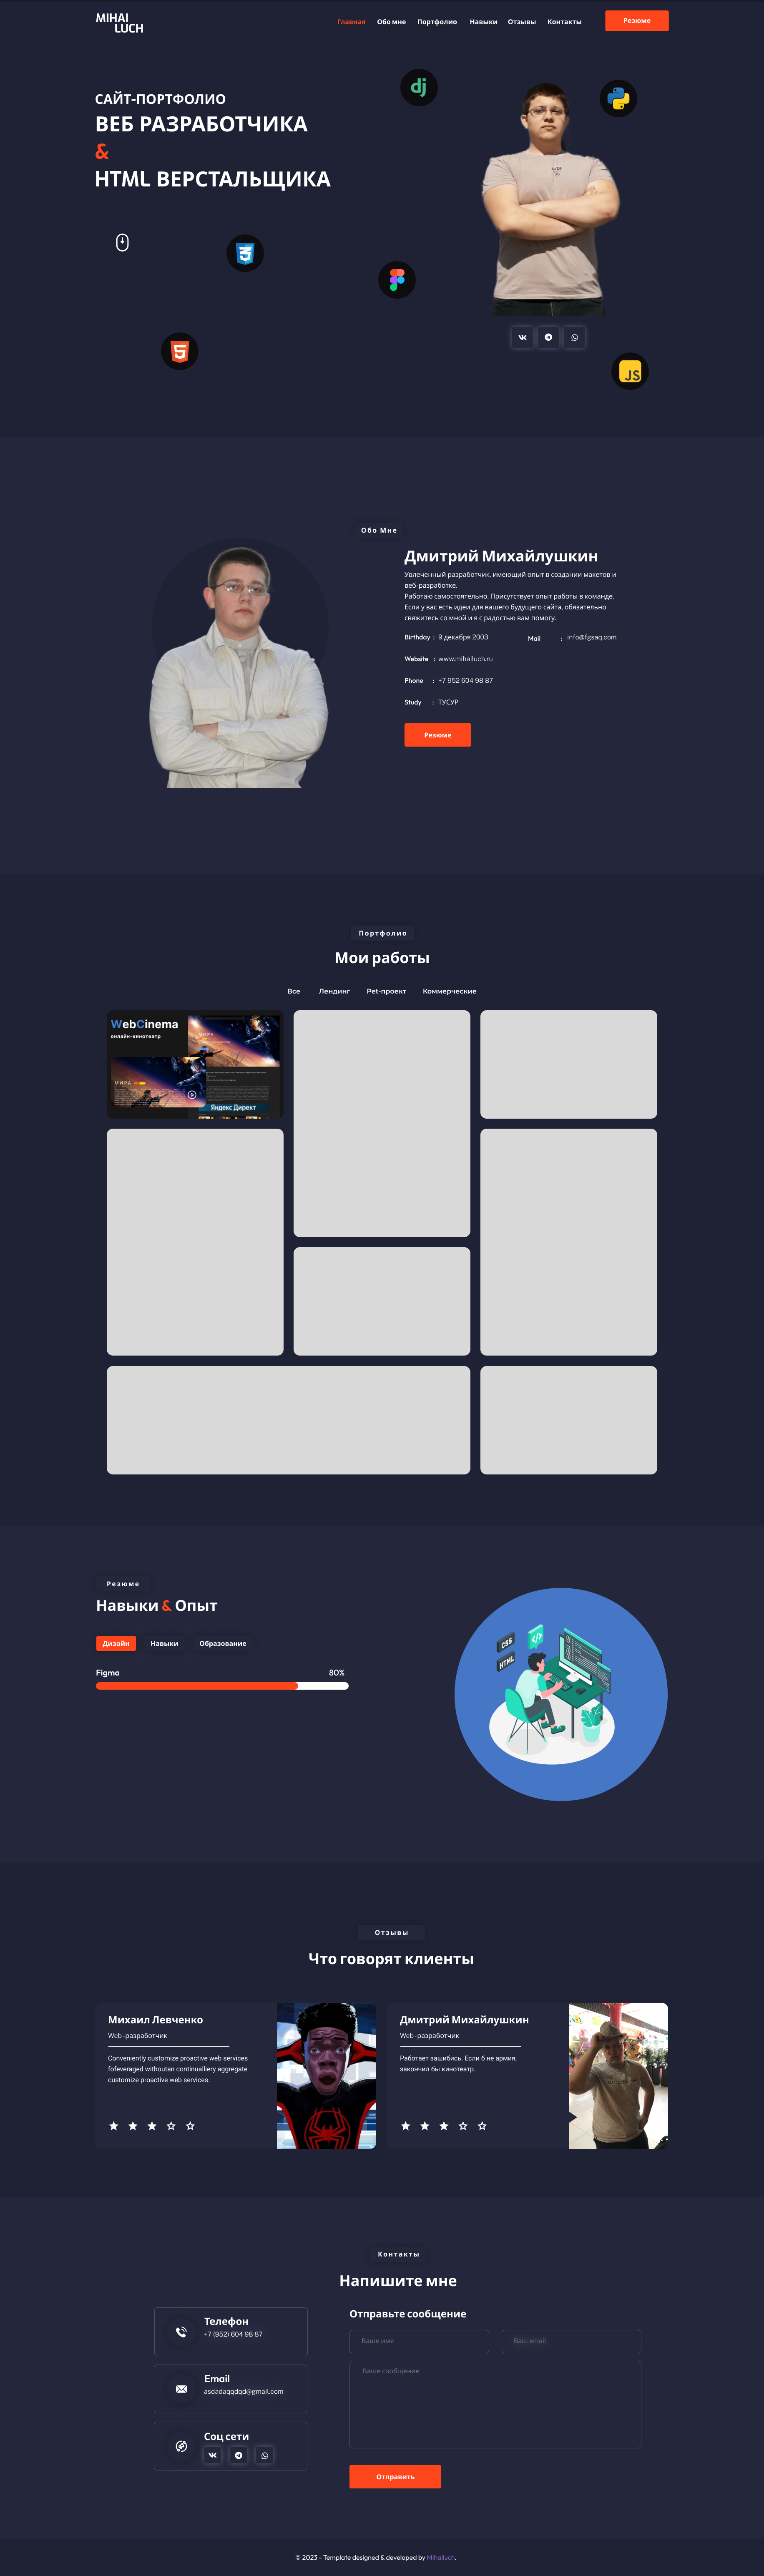 MIHAI
LUCH
Главная Обо мне Портфолио Навыки Отзывы Контакты Резюме
САЙТ-ПОРТФОЛИО
ВЕБ РАЗРАБОТЧИКА
&
HTML ВЕРСТАЛЬЩИКА
dj
3
5
JS
Обо Мне
Дмитрий Михайлушкин
Увлеченный разработчик, имеющий опыт в создании макетов и
веб-разработке.
Работаю самостоятельно. Присутствует опыт работы в команде.
Если у вас есть идеи для вашего будущего сайта, обязательно
свяжитесь со мной и я с радостью вам помогу.
Birthday : 9 декабря 2003 Mail : info@fgsaq.com
Website : www.mihailuch.ru
Phone : +7 952 604 98 87
Study : ТУСУР
Резюме
Портфолио
Мои работы
Все Лендинг Pet-проект Коммерческие
WebCinema
онлайн-кинотеатр
МИРА
МИРА
Яндекс Директ
Резюме
Навыки & Опыт
Дизайн Навыки Образование
Figma 80%
CSS
HTML
Отзывы
Что говорят клиенты
Михаил Левченко
Web-разработчик
Conveniently customize proactive web services
fofeveraged withoutan continualliery aggregate
customize proactive web services.
Дмитрий Михайлушкин
Web-разработчик
Работает зашибись. Если б не армия,
закончил бы кинотеатр.
Контакты
Напишите мне
Телефон
+7 (952) 604 98 87
Email
asdadaqqdqd@gmail.com
Соц сети
Отправьте сообщение
Ваше имя Ваш email
Ваше сообщение
Отправить
© 2023 - Template designed & developed by Mihailuch.